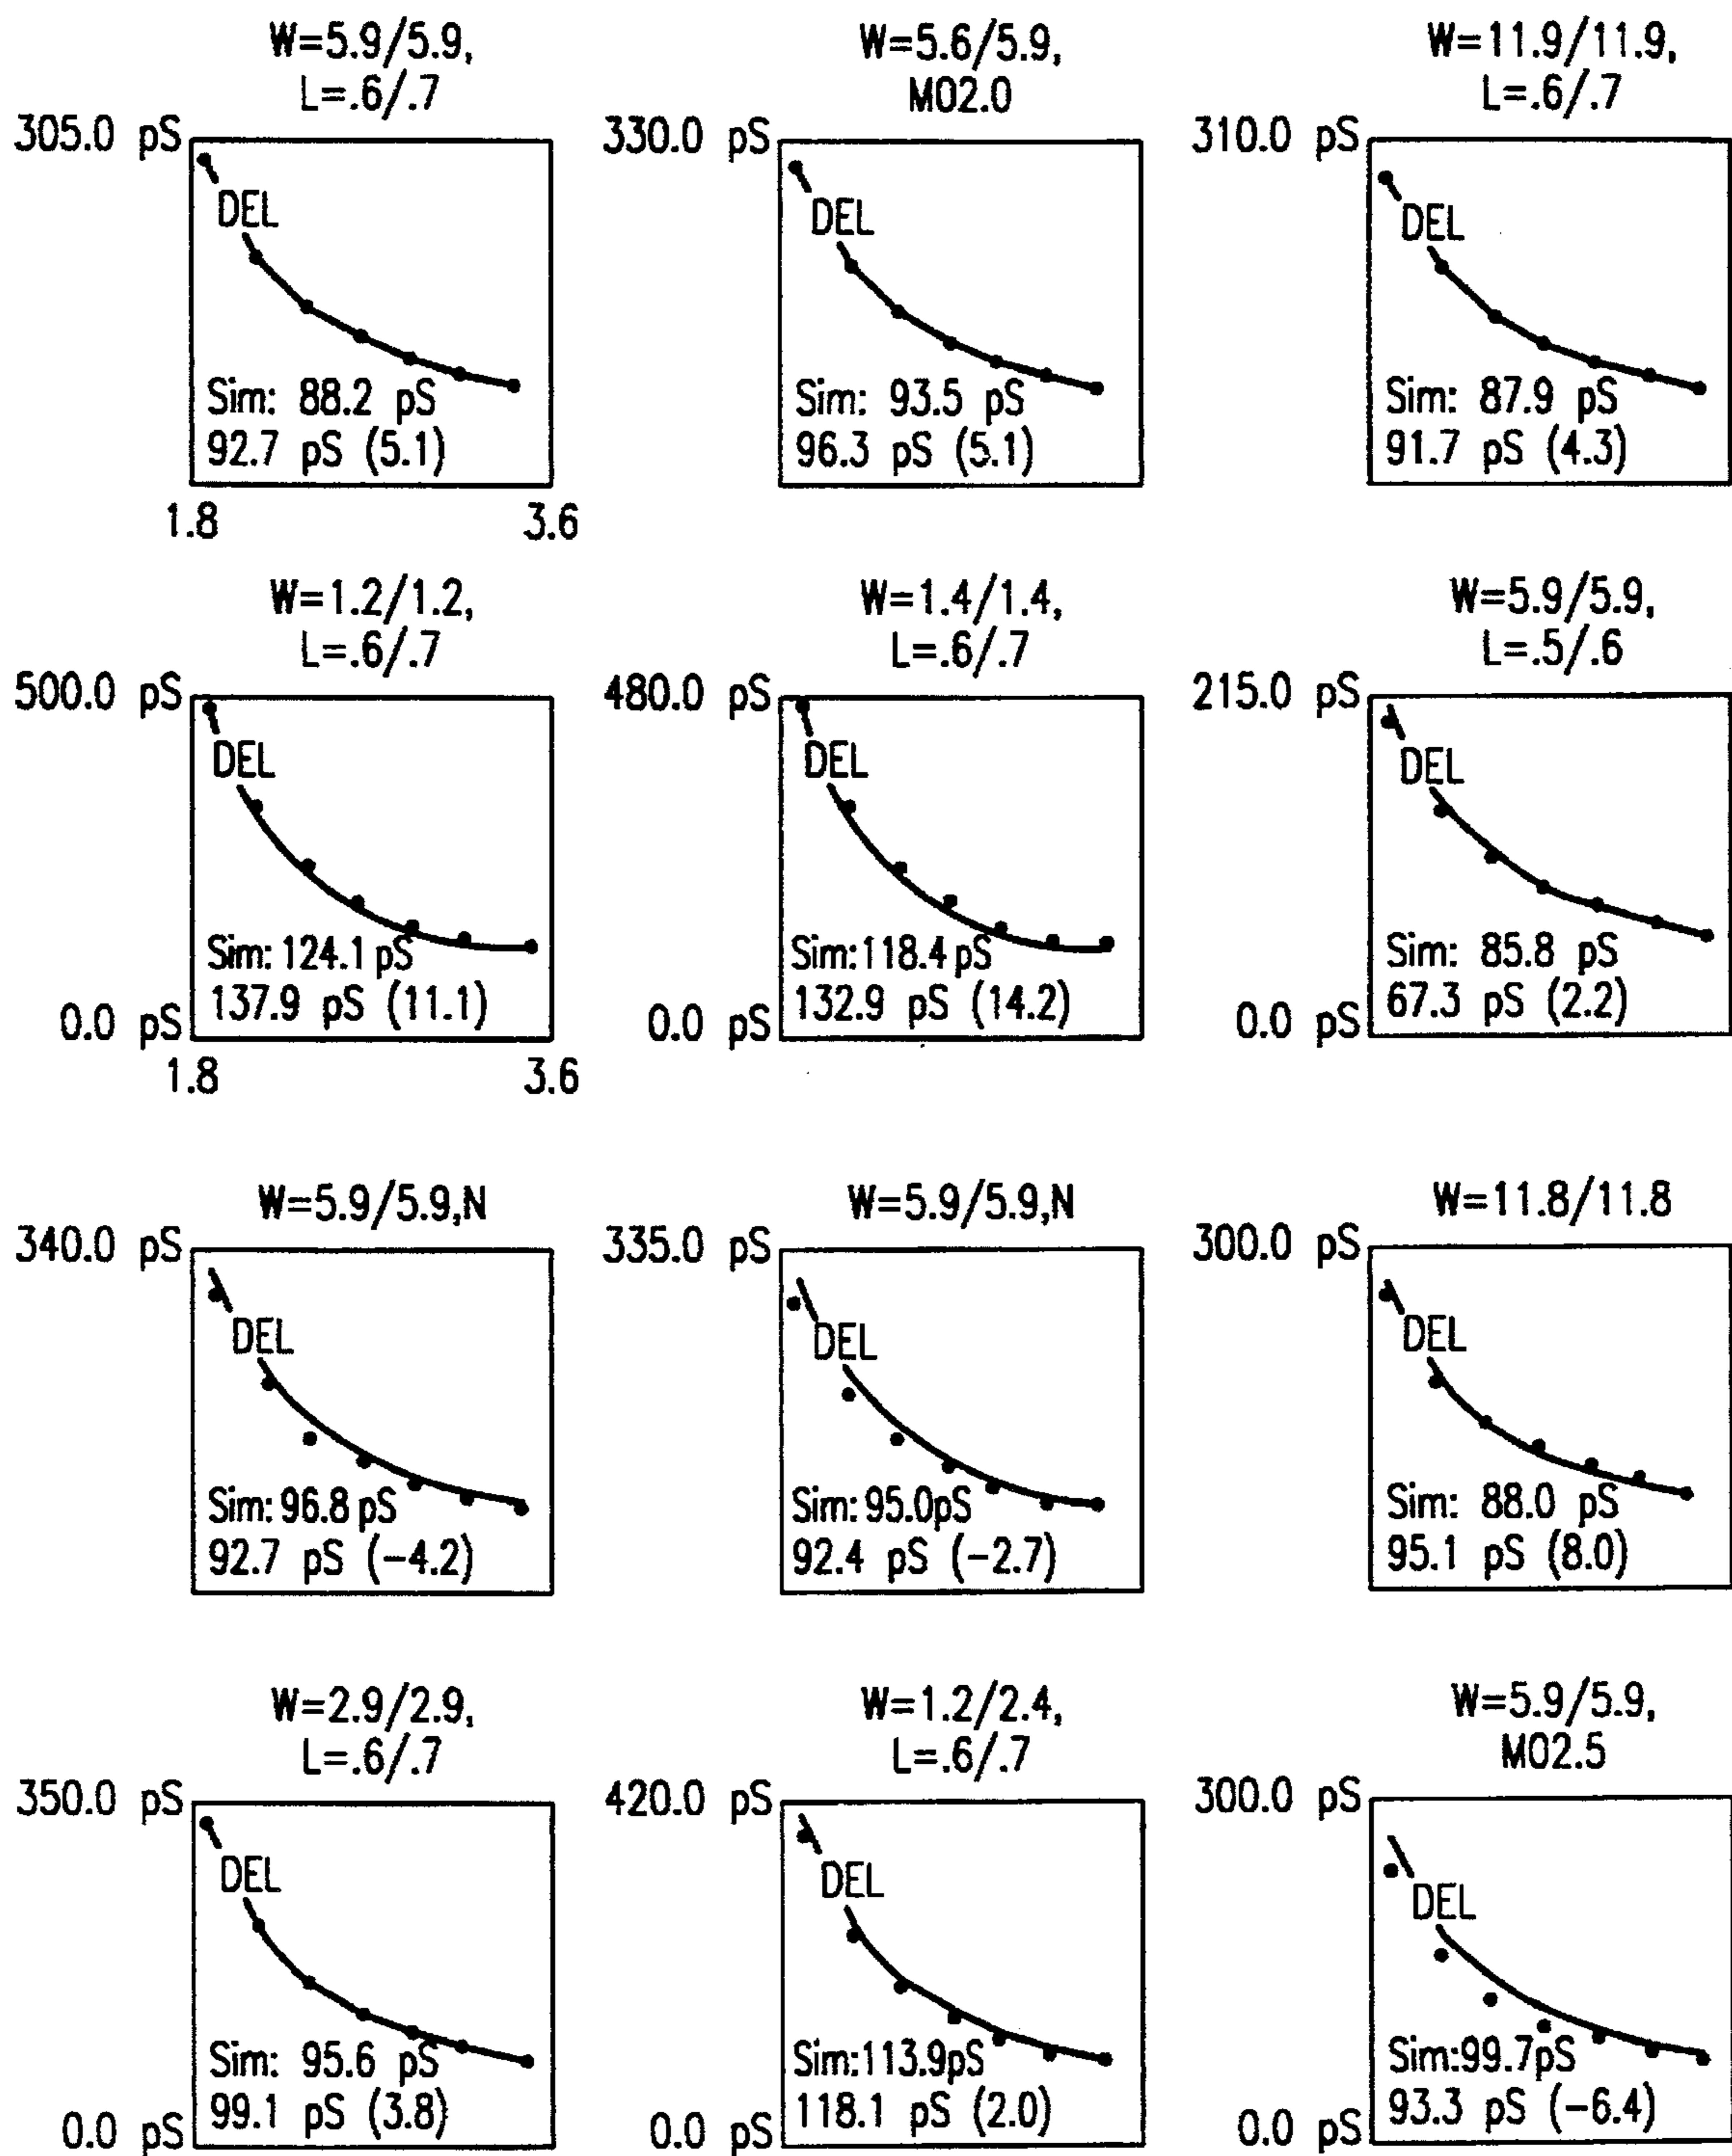 W=5.9/5.9,
L=.6/.7
305.0 pS
DEL
Sim: 88.2 pS
92.7 pS (5.1)
1.8 3.6
W=5.6/5.9,
M02.0
330.0 pS
DEL
Sim: 93.5 pS
96.3 pS (5.1)
W=11.9/11.9,
L=.6/.7
310.0 pS
DEL
Sim: 87.9 pS
91.7 pS (4.3)
W=1.2/1.2,
L=.6/.7
500.0 pS
DEL
Sim: 124.1 pS
137.9 pS (11.1)
0.0 pS
1.8 3.6
W=1.4/1.4,
L=.6/.7
480.0 pS
DEL
Sim: 118.4 pS
132.9 pS (14.2)
0.0 pS
W=5.9/5.9,
L=.5/.6
215.0 pS
DEL
Sim: 85.8 pS
67.3 pS (2.2)
0.0 pS
W=5.9/5.9,N
340.0 pS
DEL
Sim: 96.8 pS
92.7 pS (-4.2)
W=5.9/5.9,N
335.0 pS
DEL
Sim: 95.0pS
92.4 pS (-2.7)
W=11.8/11.8
300.0 pS
DEL
Sim: 88.0 pS
95.1 pS (8.0)
W=2.9/2.9,
L=.6/.7
350.0 pS
DEL
Sim: 95.6 pS
99.1 pS (3.8)
0.0 pS
W=1.2/2.4,
L=.6/.7
420.0 pS
DEL
Sim:113.9pS
118.1 pS (2.0)
0.0 pS
W=5.9/5.9,
M02.5
300.0 pS
DEL
Sim:99.7pS
93.3 pS (-6.4)
0.0 pS